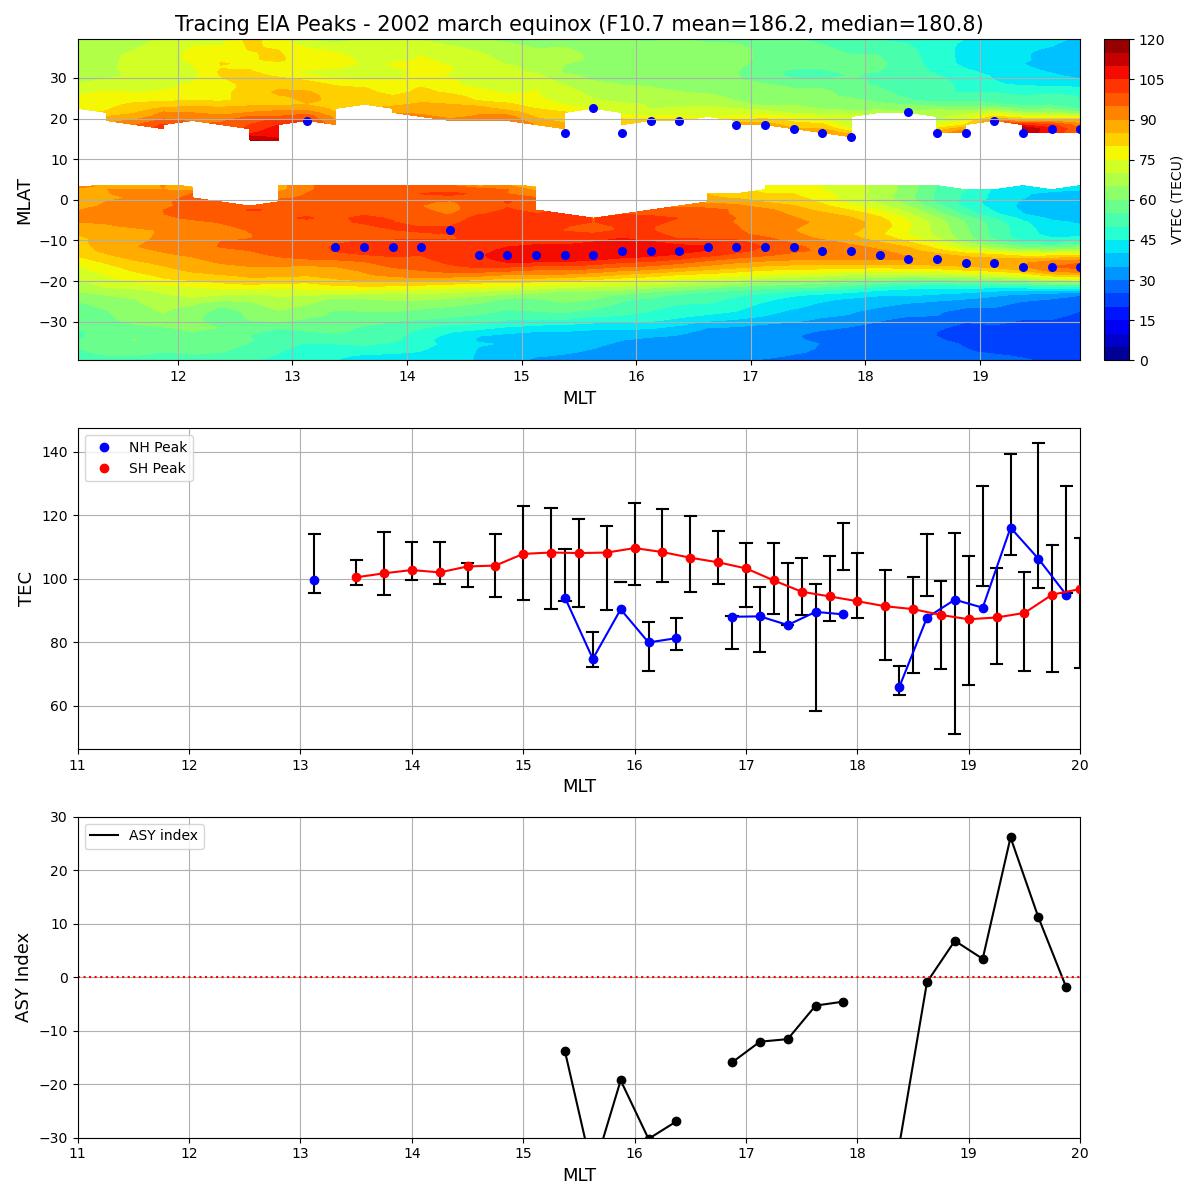 Tracing EIA Peaks - 2002 march equinox (F10.7 mean=186.2, median=180.8)
MLAT
30
20
10
0
−10
−20
−30
12 13 14 15 16 17 18 19
MLT
120
105
90
75
60
45
30
15
0
VTEC (TECU)
TEC
140
120
100
80
60
NH Peak
SH Peak
11 12 13 14 15 16 17 18 19 20
MLT
ASY Index
30
20
10
0
−10
−20
−30
ASY index
11 12 13 14 15 16 17 18 19 20
MLT